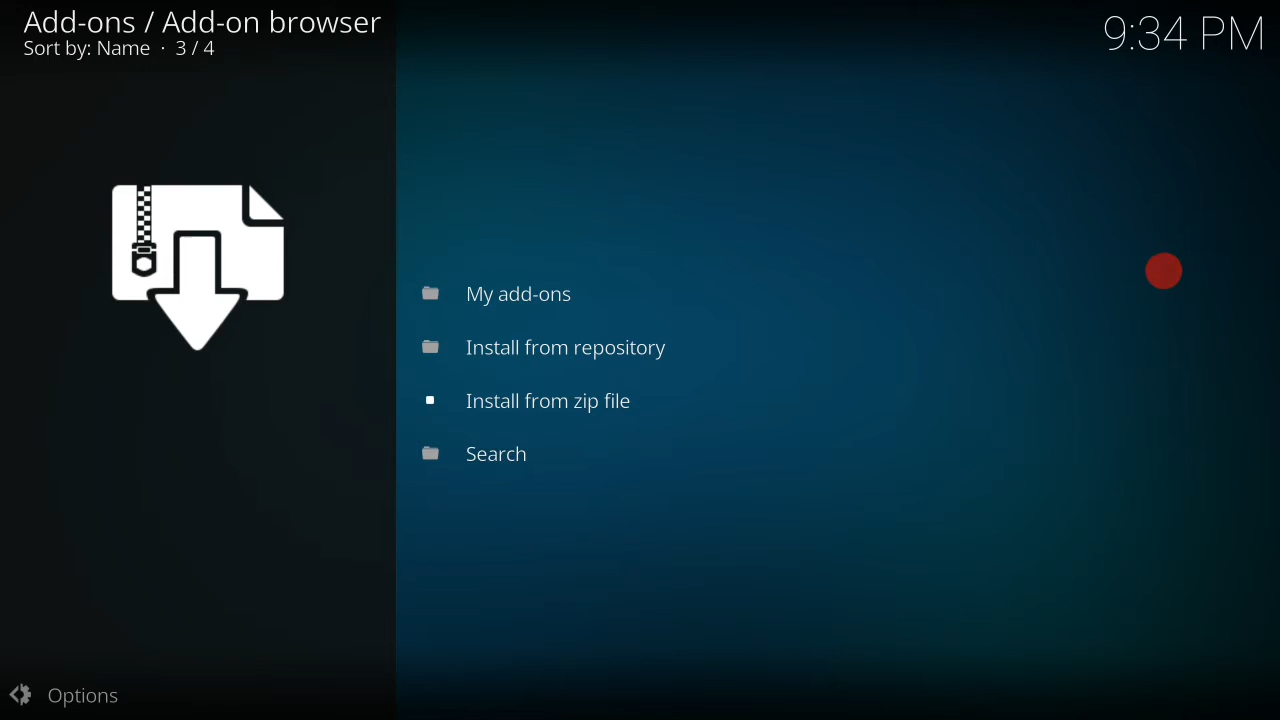 Add-ons / Add-on browser
Sort by: Name · 3 / 4
9:34 PM
My add-ons
Install from repository
Install from zip file
Search
Options